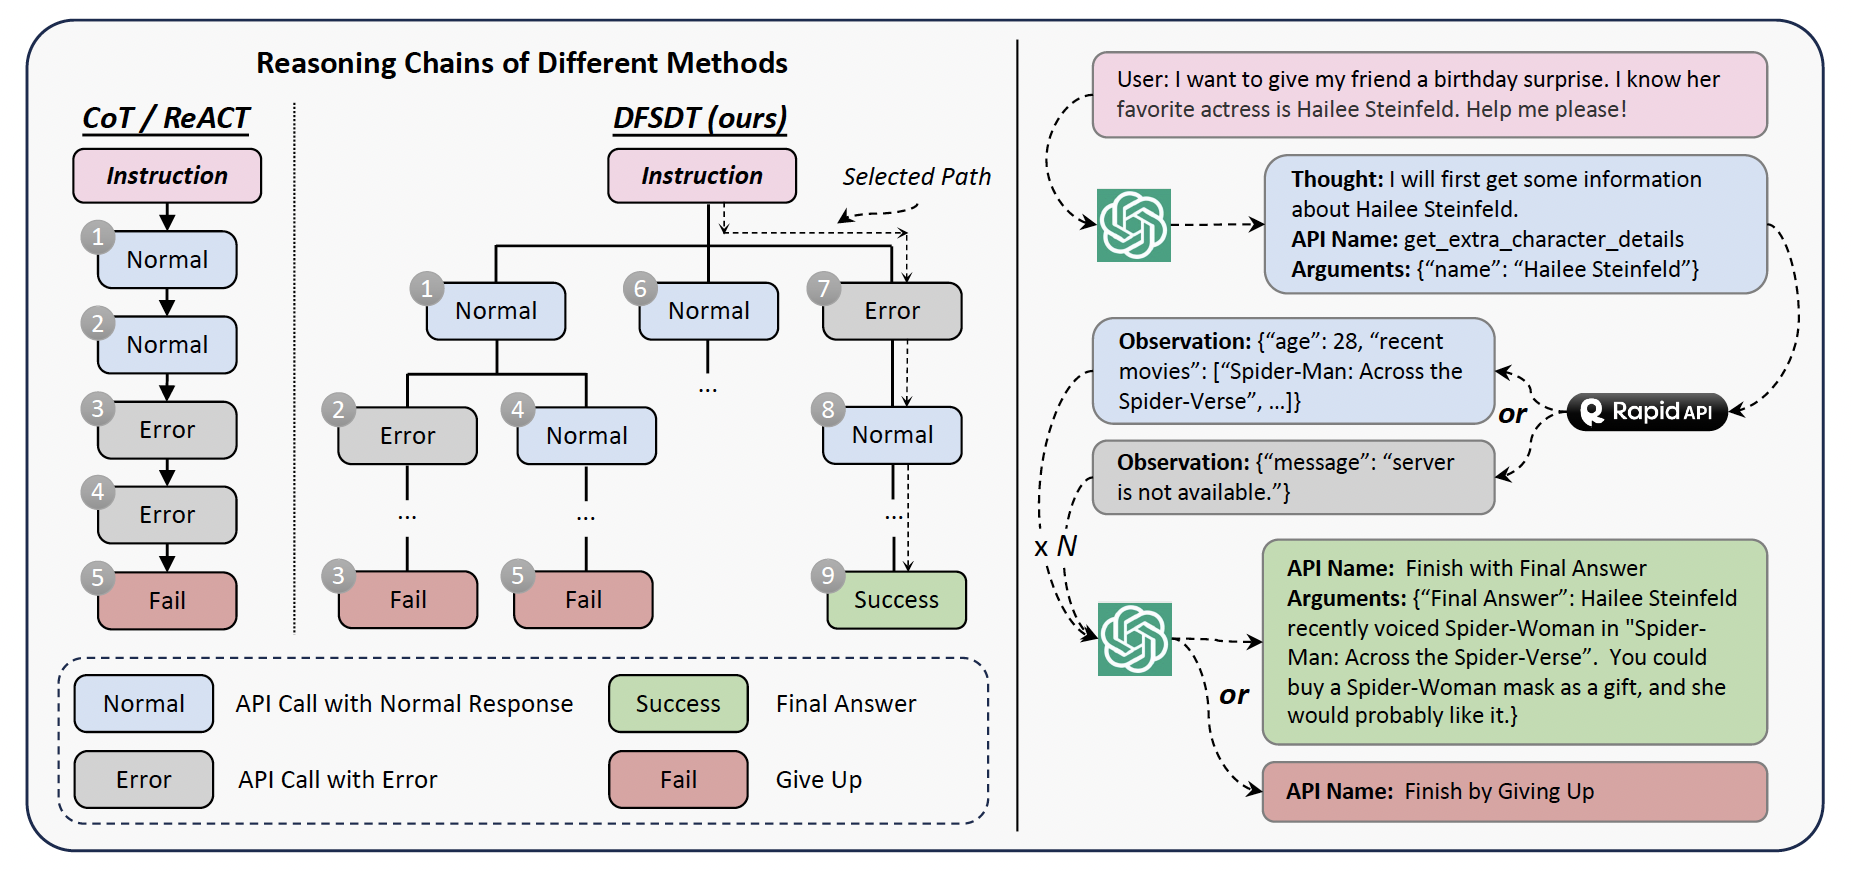 Reasoning Chains of Different Methods
CoT / ReACT
Instruction
1
Normal
2
Normal
3
Error
4
Error
5
Fail
DFSDT (ours)
Instruction
Selected Path
1
Normal
6
Normal
7
Error
...
2
Error
4
Normal
8
Normal
...
...
...
3
Fail
5
Fail
9
Success
Normal
API Call with Normal Response
Success
Final Answer
Error
API Call with Error
Fail
Give Up
User: I want to give my friend a birthday surprise. I know her
favorite actress is Hailee Steinfeld. Help me please!
Thought: I will first get some information
about Hailee Steinfeld.
API Name: get_extra_character_details
Arguments: {“name”: “Hailee Steinfeld”}
Observation: {“age”: 28, “recent
movies”: [“Spider-Man: Across the
Spider-Verse”, …]}
or
Rapid API
Observation: {“message”: “server
is not available.”}
x N
API Name: Finish with Final Answer
Arguments: {“Final Answer”: Hailee Steinfeld
recently voiced Spider-Woman in "Spider-
Man: Across the Spider-Verse”. You could
buy a Spider-Woman mask as a gift, and she
would probably like it.}
or
API Name: Finish by Giving Up